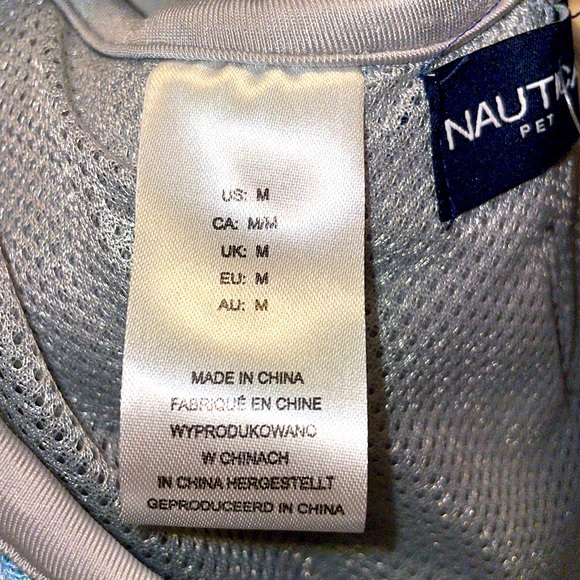 NAUTICA
PET
US: M
CA: M/M
UK: M
EU: M
AU: M
MADE IN CHINA
FABRIQUÉ EN CHINE
WYPRODUKOWANO
W CHINACH
IN CHINA HERGESTELLT
GEPRODUCEERD IN CHINA